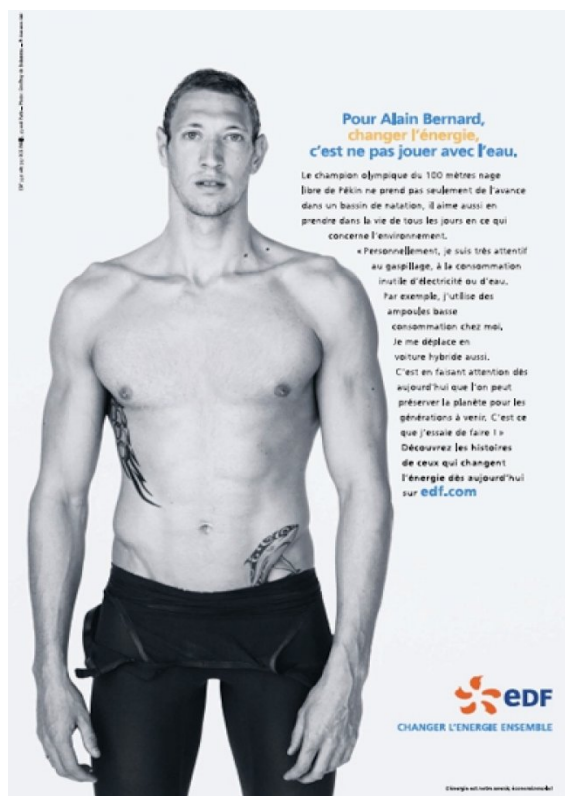 Pour Alain Bernard,
changer l'énergie,
c'est ne pas jouer avec l'eau.
Le champion olympique du 100 mètres nage
libre de Pékin ne prend pas seulement de l'avance
dans un bassin de natation, il aime aussi en
prendre dans la vie de tous les jours en ce qui
concerne l'environnement.
« Personnellement, je suis très attentif
au gaspillage, à la consommation
inutile d'électricité ou d'eau.
Par exemple, j'utilise des
ampoules basse
consommation chez moi.
Je me déplace en
voiture hybride aussi.
C'est en faisant attention dès
aujourd'hui que l'on peut
préserver la planète pour les
générations à venir. C'est ce
que j'essaie de faire ! »
Découvrez les histoires
de ceux qui changent
l'énergie dès aujourd'hui
sur edf.com
eDF
CHANGER L'ENERGIE ENSEMBLE
L'énergie est notre avenir, économisons-la !